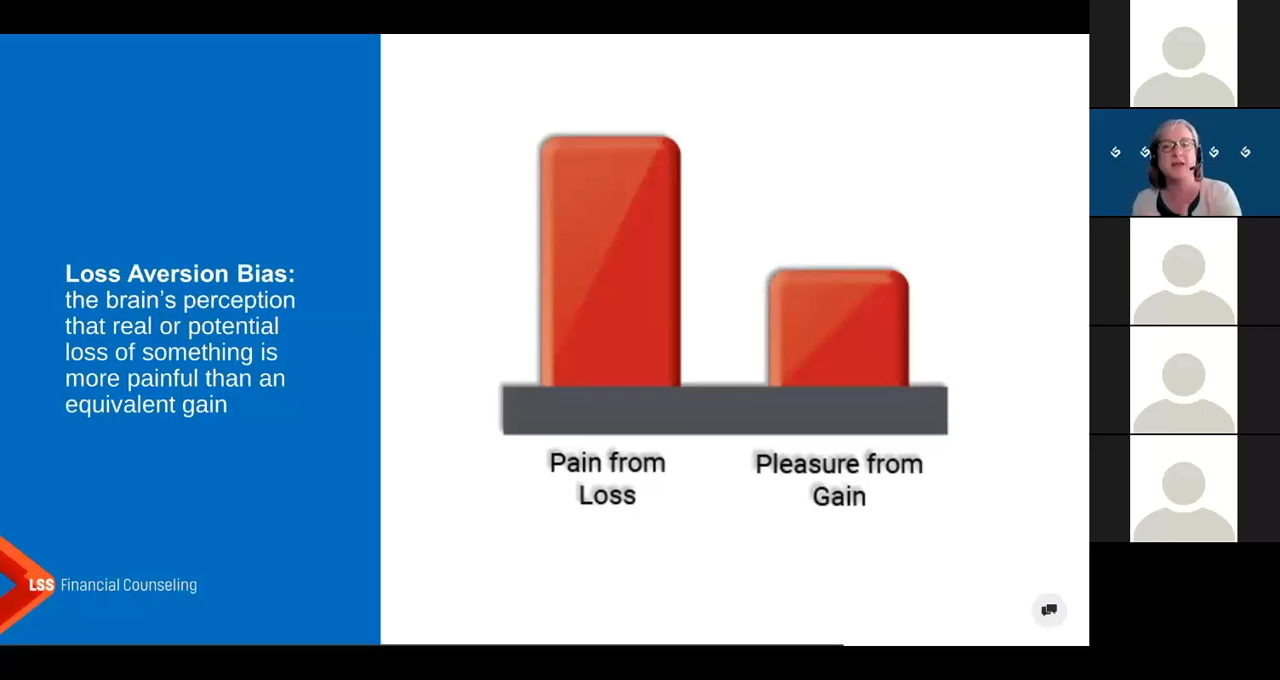 Loss Aversion Bias:
the brain’s perception
that real or potential
loss of something is
more painful than an
equivalent gain
Pain from
Loss
Pleasure from
Gain
LSS Financial Counseling